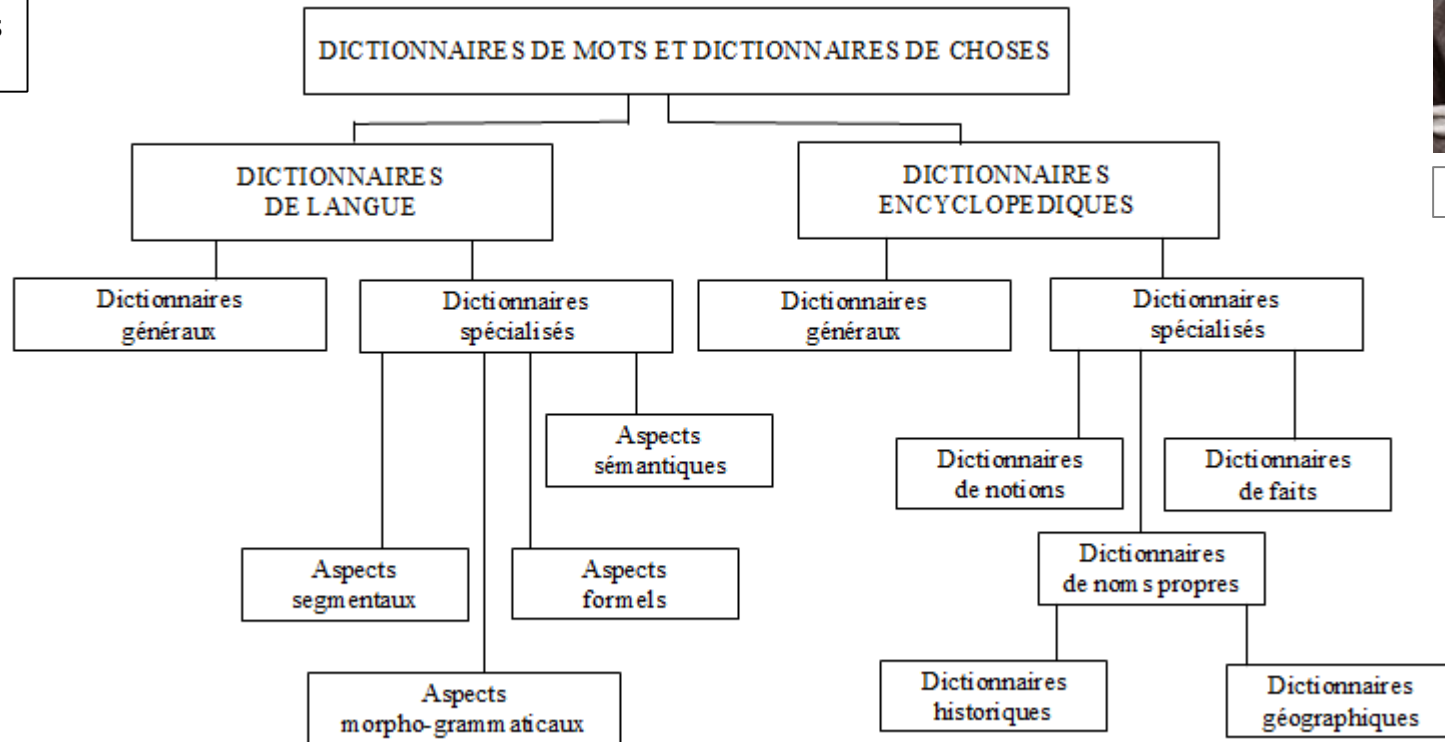 S
DICTIONNAIRES DE MOTS ET DICTIONNAIRES DE CHOSES
DICTIONNAIRES
DE LANGUE
DICTIONNAIRES
ENCYCLOPEDIQUES
Dictionnaires
généraux
Dictionnaires
spécialisés
Dictionnaires
généraux
Dictionnaires
spécialisés
Aspects
sémantiques
Dictionnaires
de notions
Dictionnaires
de faits
Aspects
segmentaux
Aspects
formels
Dictionnaires
de noms propres
Aspects
morpho-grammaticaux
Dictionnaires
historiques
Dictionnaires
géographiques